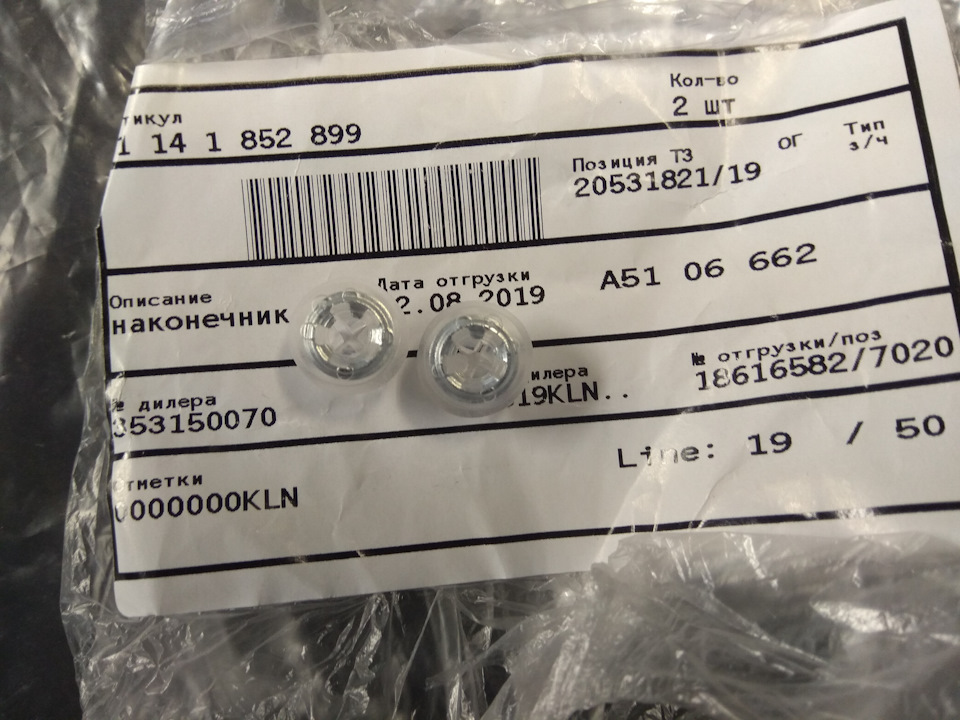 тикул
1 14 1 852 899
Кол-во
2 шт
Позиция ТЗ
20531821/19
ог
Тип
з/ч
Описание
наконечник
Дата отгрузки
2.08.2019
A51 06 662
№ дилера
353150070
илера
19KLN..
№ отгрузки/поз
18616582/7020
тметки
0000000KLN
Line: 19 / 50